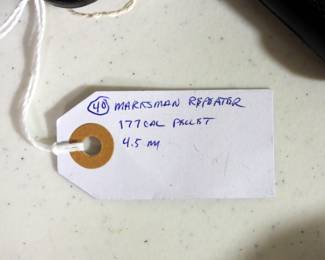 40 MARKSMAN REPEATER
177 CAL PELLET
4.5 MM